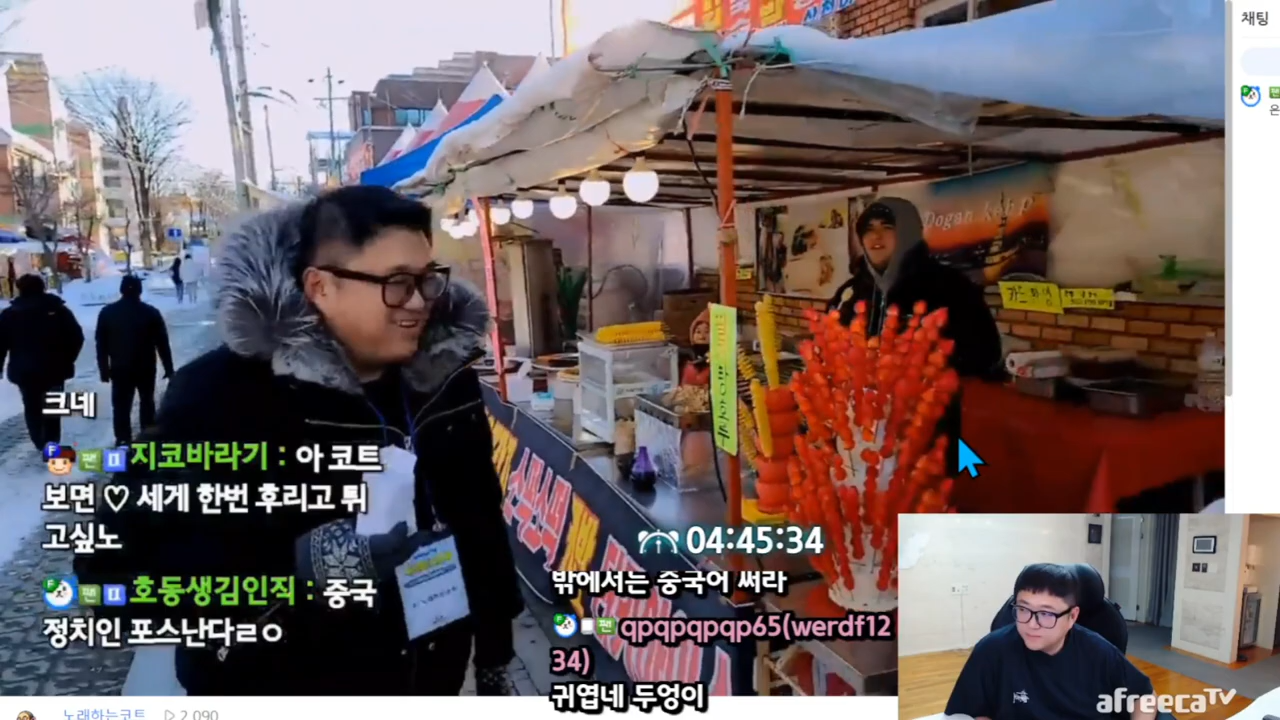 채팅
Dogan
크네
지코바라기 : 아 코트
보면 ♡ 세게 한번 후리고 튀
고싶노
호동생김인직 : 중국
정치인 포스난다ㄹㅇ
04:45:34
밖에서는 중국어 써라
qpqpqpqp65(werdf12
34)
귀엽네 두엉이
afreecaTV
노래하는코트 ▷ 2,090